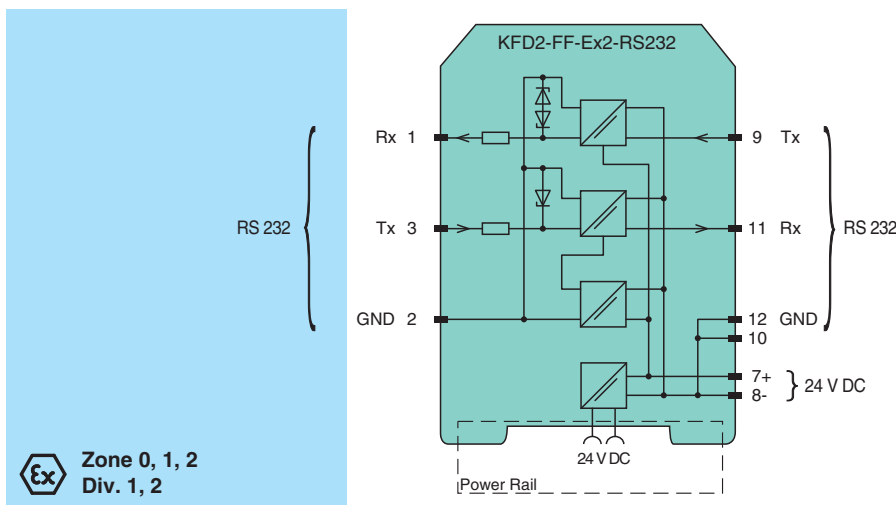 KFD2-FF-Ex2-RS232
Rx 1
9 Tx
RS 232
Tx 3
11 Rx
RS 232
GND 2
12 GND
10
7+
24 V DC
8-
24 V DC
Power Rail
Ex
Zone 0, 1, 2
Div. 1, 2